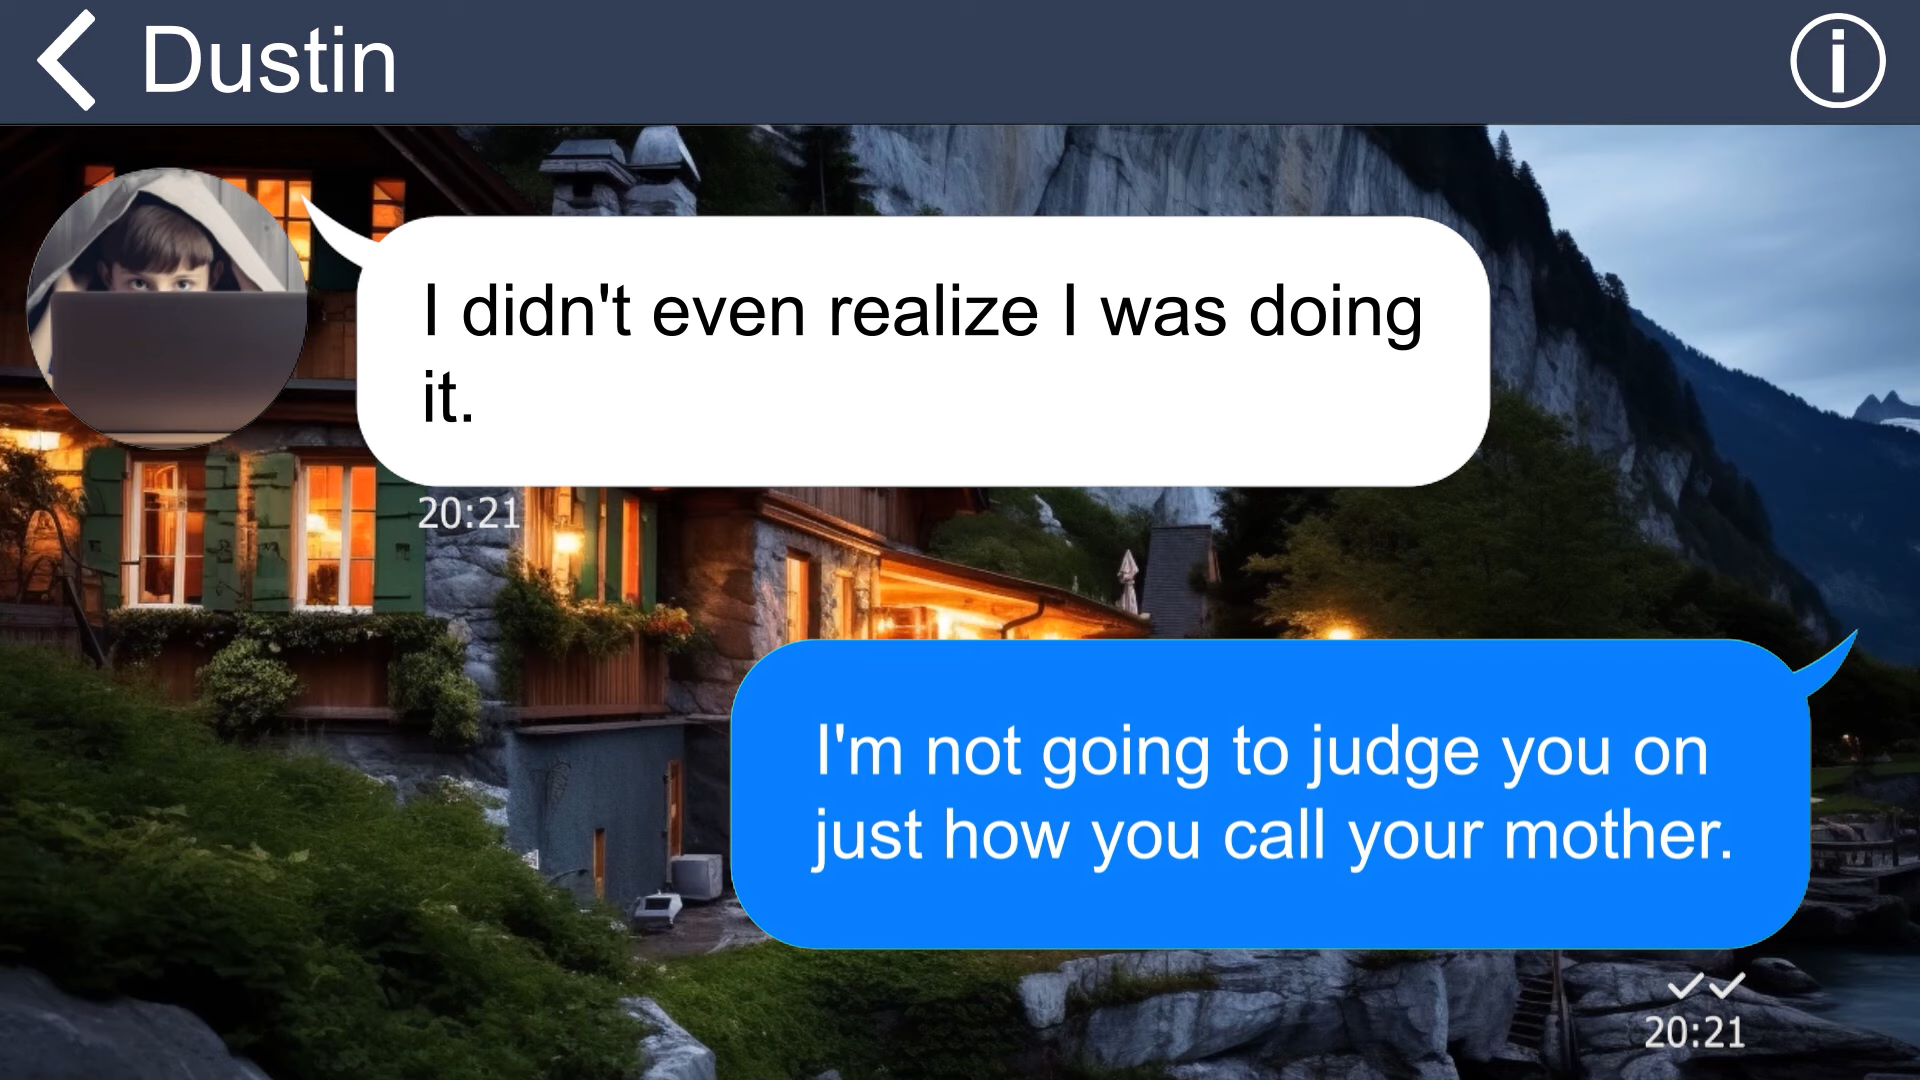 Dustin
I didn't even realize I was doing
it.
20:21
I'm not going to judge you on
just how you call your mother.
20:21